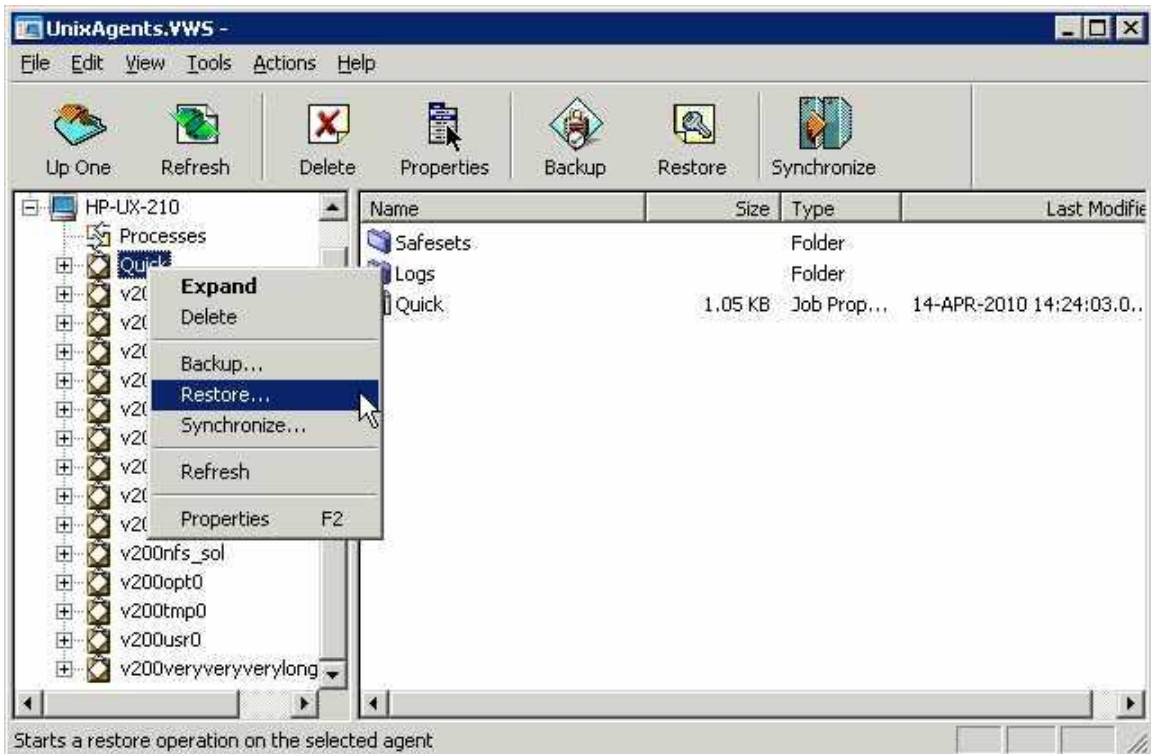 UnixAgents.VWS -
File Edit View Tools Actions Help
Up One Refresh Delete Properties Backup Restore Synchronize
HP-UX-210
Processes
Quick
v200nfs_sol
v200opt0
v200tmp0
v200usr0
v200veryveryverylong
Expand
Delete
Backup...
Restore...
Synchronize...
Refresh
Properties F2
Name Size Type Last Modifie
Safesets Folder
Logs Folder
Quick 1.05 KB Job Prop... 14-APR-2010 14:24:03.0..
Starts a restore operation on the selected agent